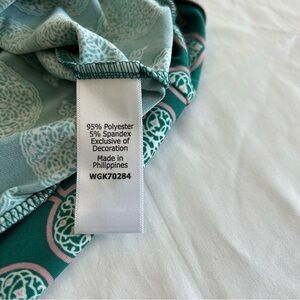 95% Polyester
5% Spandex
Exclusive of
Decoration
Made in
Philippines
WGK70284